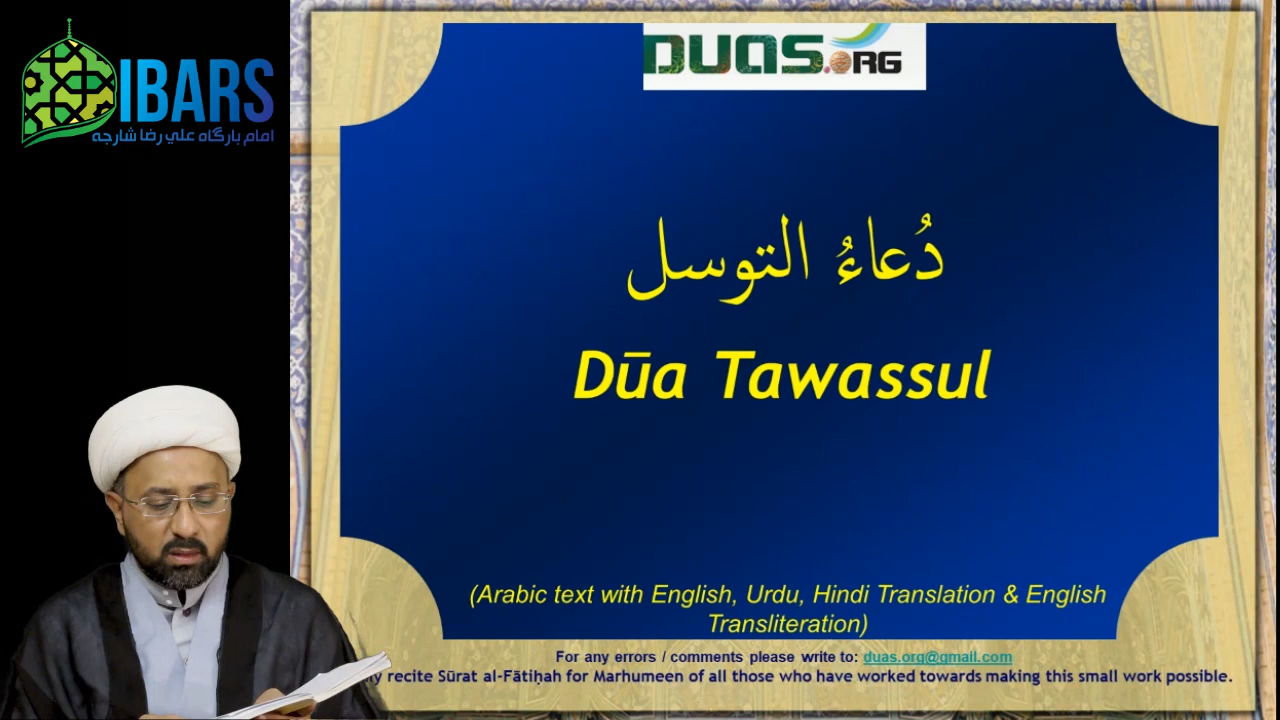 IBARS
امام بارگاه علي رضا شارجه
DUAS.ORG
دُعاءُ التوسل
Dūa Tawassul
(Arabic text with English, Urdu, Hindi Translation & English
Transliteration)
For any errors / comments please write to: duas.org@gmail.com
recite Sūrat al-Fātiḥah for Marhumeen of all those who have worked towards making this small work possible.